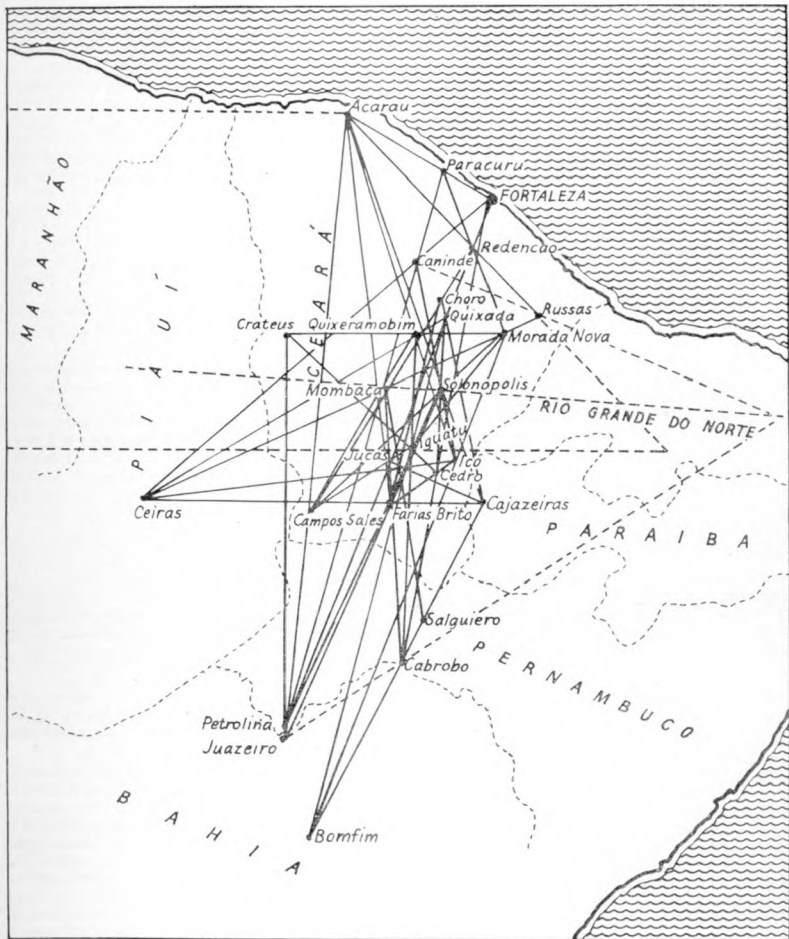 Acarau
Paracuru
FORTALEZA
MARANHÃO
PIAUÍ
CEARÁ
Redencao
Caninde
Choro
Quixada
Russas
Crateus
Quixeramobim
Morada Nova
Mombaça
Solonopolis
RIO GRANDE DO NORTE
Iguatu
Jucas
Ico
Cedro
Ceiras
Campos Sales
Farias Brito
Cajazeiras
PARAIBA
Salguiero
Cabrobo
PERNAMBUCO
Petrolina
Juazeiro
BAHIA
Bomfim